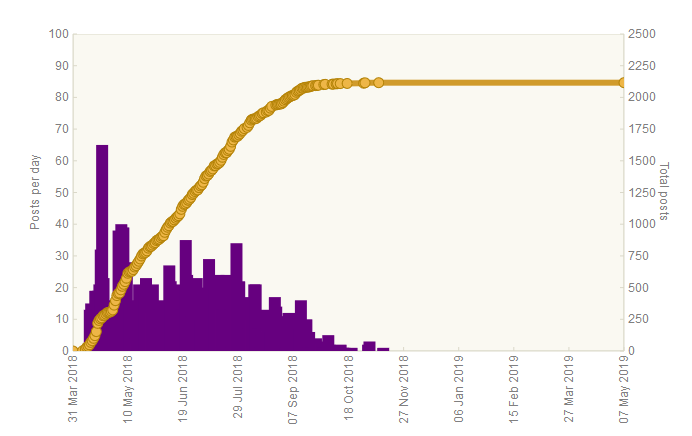 100
90
80
70
60
50
40
30
20
10
0
Posts per day
2500
2250
2000
1750
1500
1250
1000
750
500
250
0
Total posts
31 Mar 2018
10 May 2018
19 Jun 2018
29 Jul 2018
07 Sep 2018
18 Oct 2018
27 Nov 2018
06 Jan 2019
15 Feb 2019
27 Mar 2019
07 May 2019